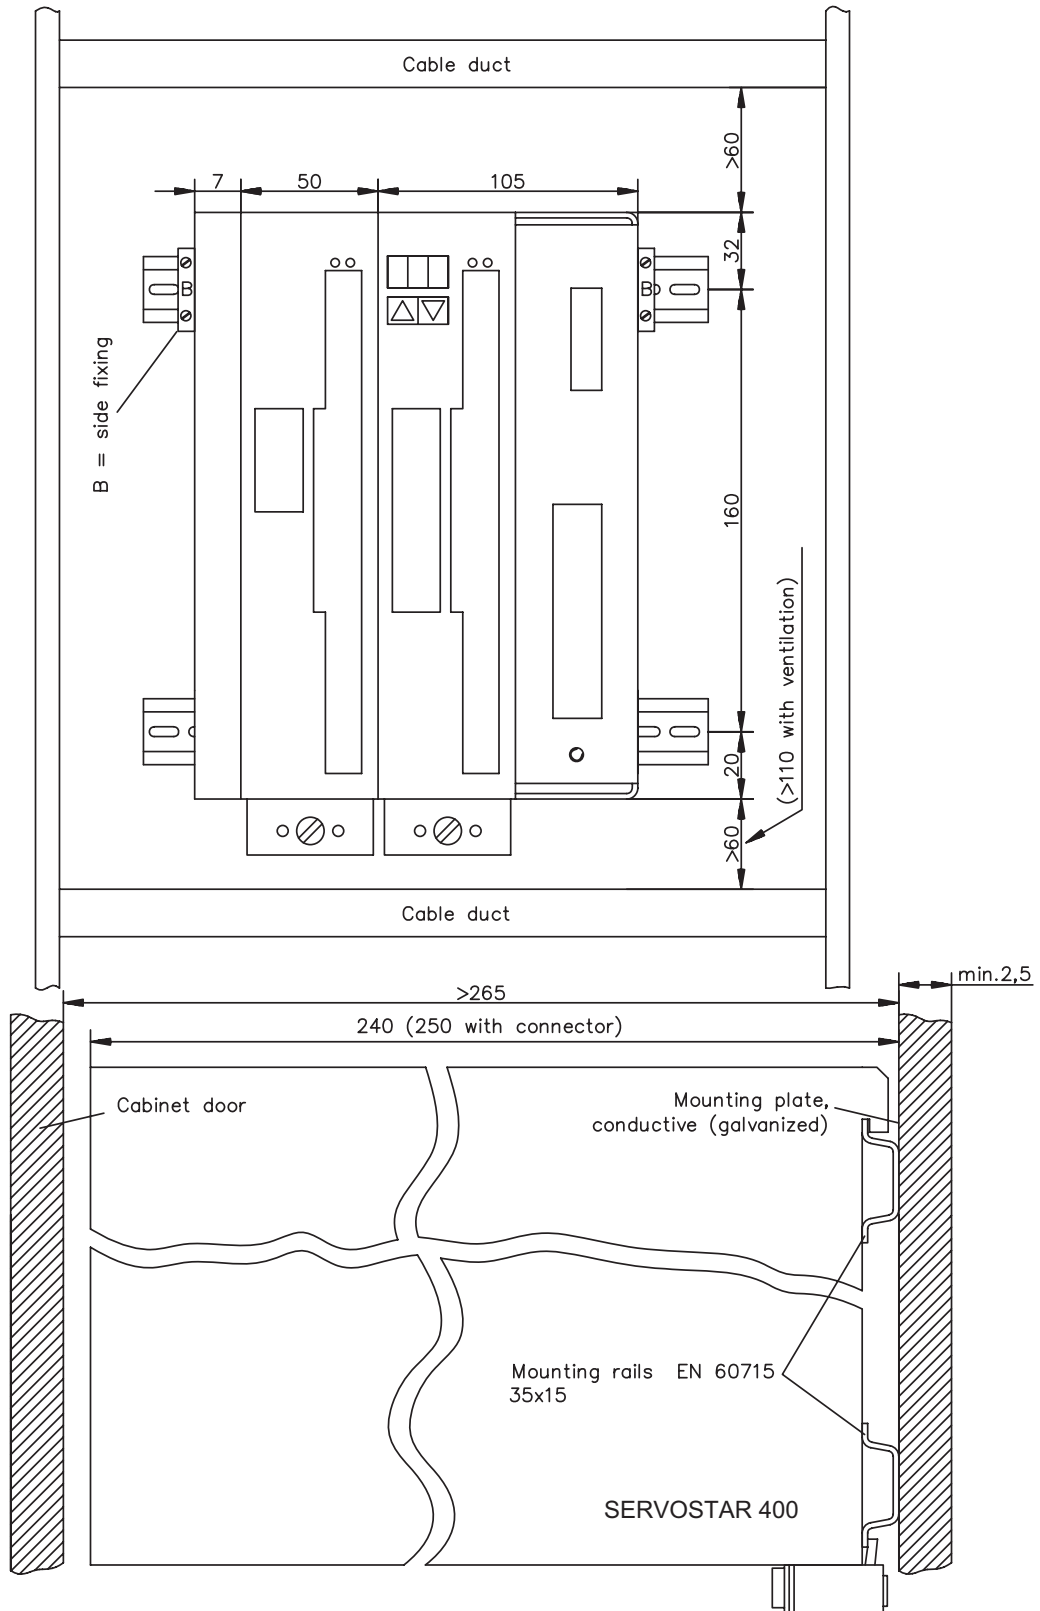 Cable duct
>60
7
50
105
32
B
B
B = side fixing
160
(>110 with ventilation)
20
>60
Cable duct
min.2,5
>265
240 (250 with connector)
Cabinet door
Mounting plate,
conductive (galvanized)
Mounting rails EN 60715
35x15
SERVOSTAR 400